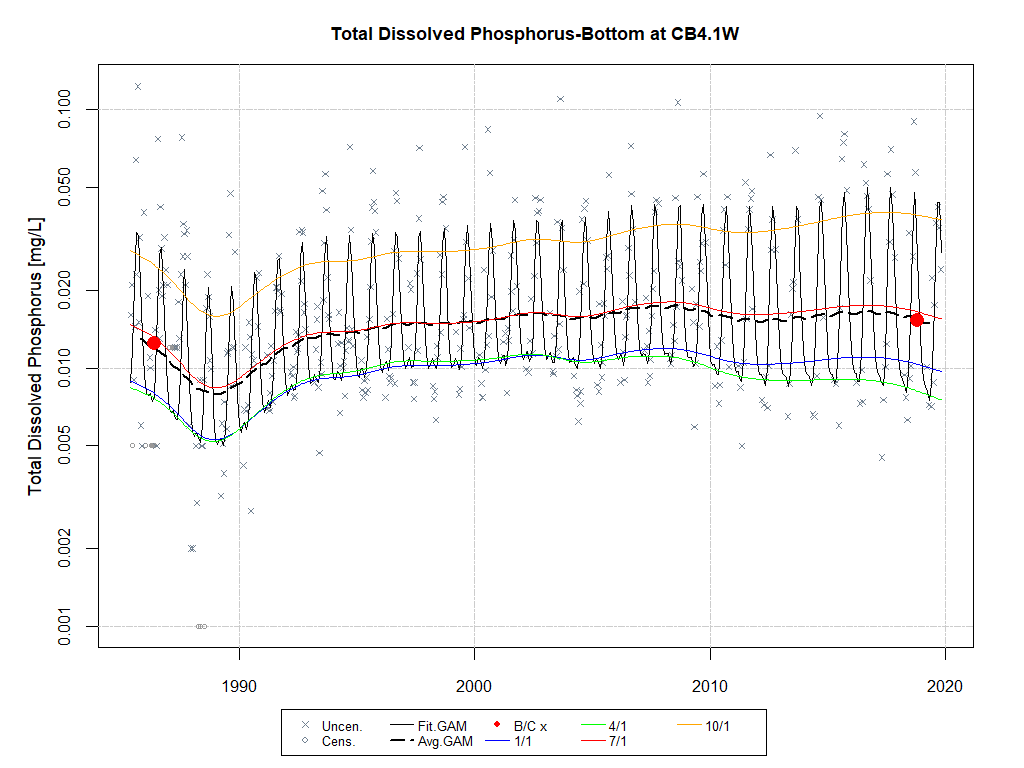 Total Dissolved Phosphorus-Bottom at CB4.1W
Total Dissolved Phosphorus [mg/L]
0.100
0.050
0.020
0.010
0.005
0.002
0.001
1990 2000 2010 2020
Uncen. Fit.GAM B/C x 4/1 10/1
Cens. Avg.GAM 1/1 7/1